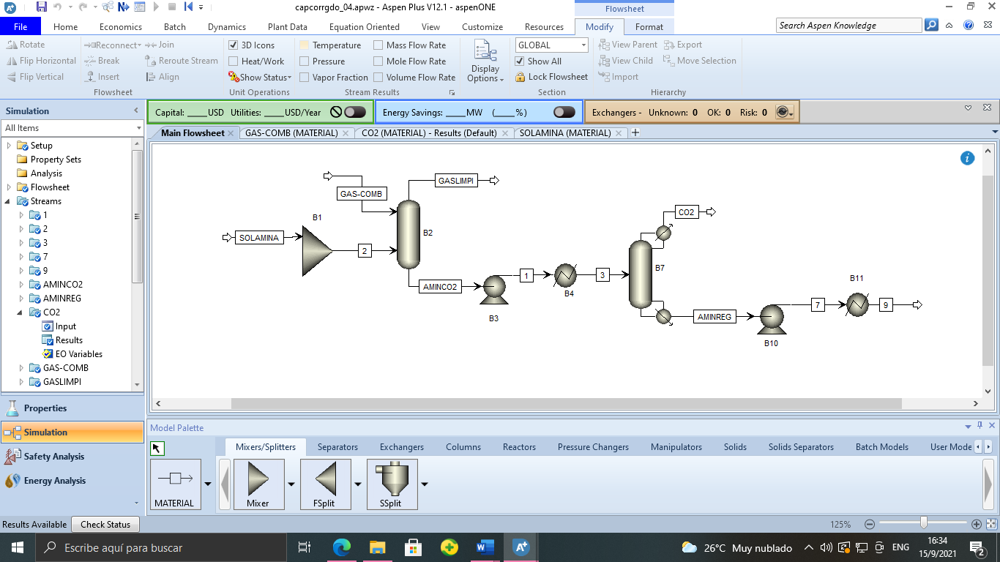 capcorrgdo_04.apwz - Aspen Plus V12.1 - aspenONE
Flowsheet
File Home Economics Batch Dynamics Plant Data Equation Oriented View Customize Resources Modify Format
Search Aspen Knowledge
Rotate Reconnect Join
Flip Horizontal Break Reroute Stream
Flip Vertical Insert Align
Flowsheet
3D Icons
Heat/Work
Show Status
Unit Operations
Temperature Mass Flow Rate
Pressure Mole Flow Rate
Vapor Fraction Volume Flow Rate
Stream Results
Display
Options
GLOBAL
Show All
Lock Flowsheet
Section
View Parent Export
View Child Move Selection
Import
Hierarchy
Capital: ____USD Utilities: ____USD/Year
Energy Savings: ____MW (____%)
Exchangers - Unknown: 0 OK: 0 Risk: 0
Simulation
All Items
Setup
Property Sets
Analysis
Flowsheet
Streams
1
2
3
7
9
AMINCO2
AMINREG
CO2
Input
Results
EO Variables
GAS-COMB
GASLIMPI
Properties
Simulation
Safety Analysis
Energy Analysis
Main Flowsheet GAS-COMB (MATERIAL) CO2 (MATERIAL) - Results (Default) SOLAMINA (MATERIAL)
GASLIMPI
GAS-COMB
CO2
B1
B2
SOLAMINA
2
B7
1
3
B11
B4
AMINCO2
7
9
AMINREG
B3
B10
Model Palette
Mixers/Splitters Separators Exchangers Columns Reactors Pressure Changers Manipulators Solids Solids Separators Batch Models User Mode
MATERIAL Mixer FSplit SSplit
Results Available Check Status 125%
Escribe aquí para buscar
26°C Muy nublado
ENG
16:34
15/9/2021
2